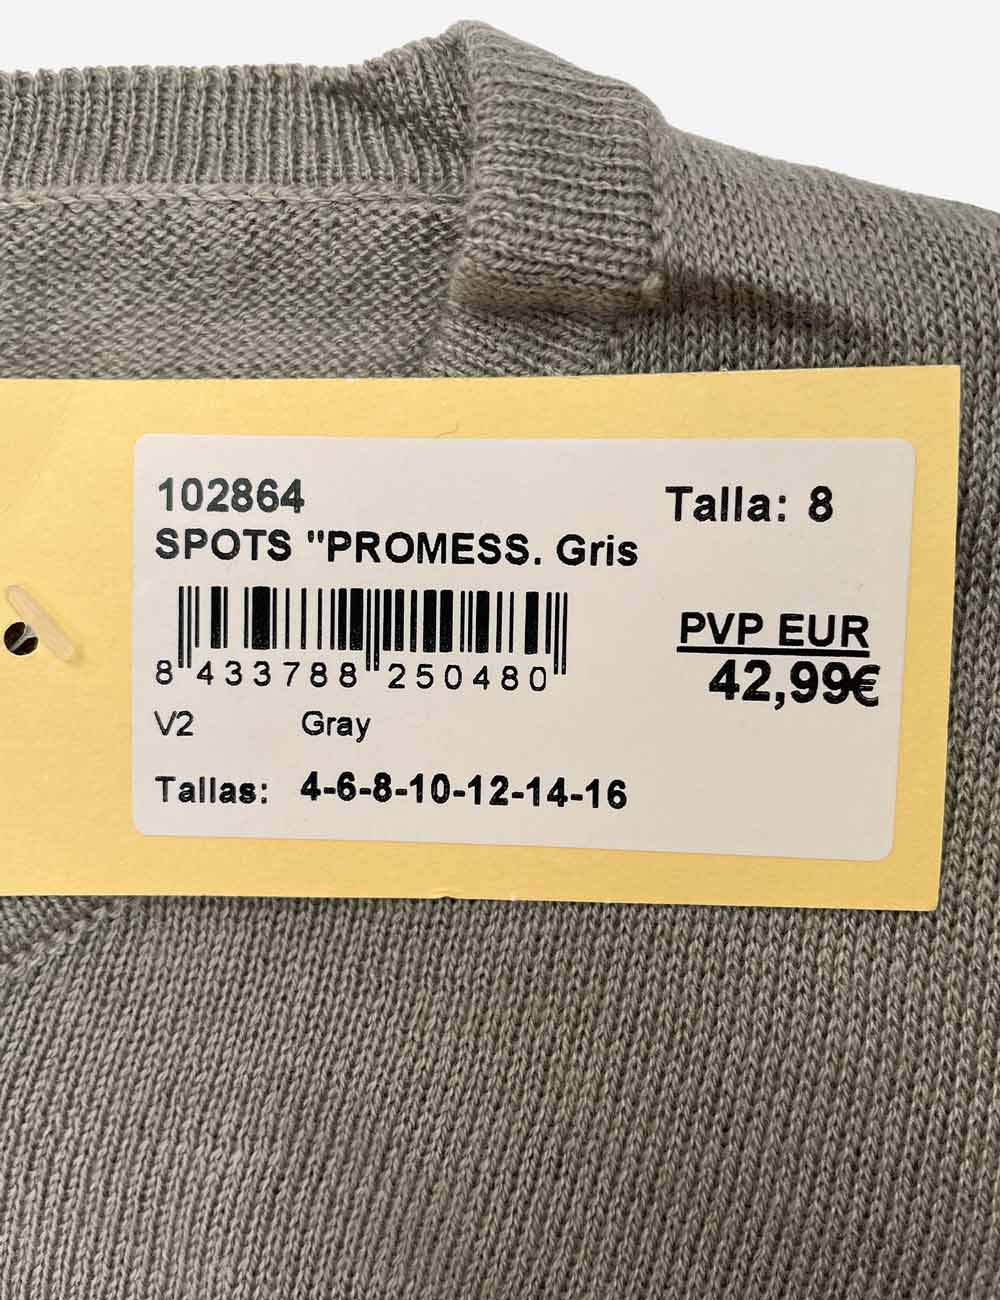 102864
Talla: 8
SPOTS "PROMESS. Gris
PVP EUR
42,99€
8 433788 250480
V2 Gray
Tallas: 4-6-8-10-12-14-16